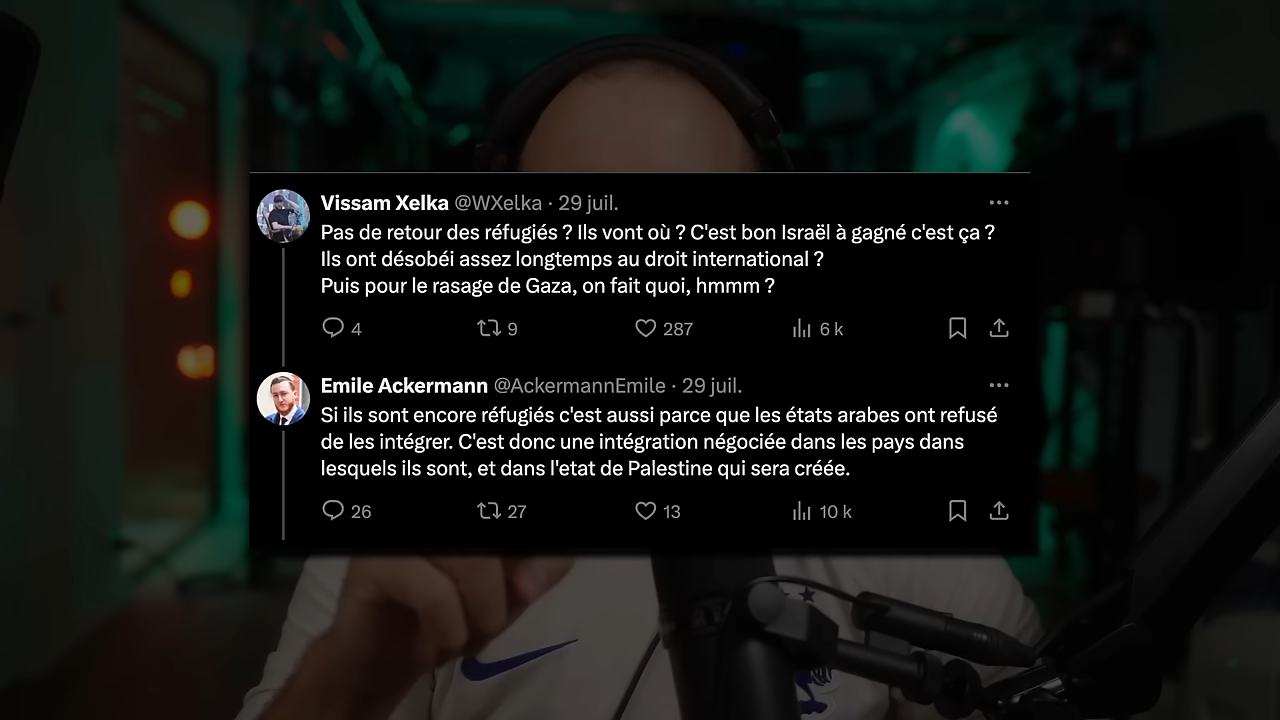 Vissam Xelka @WXelka · 29 juil.
Pas de retour des réfugiés ? Ils vont où ? C'est bon Israël à gagné c'est ça ?
Ils ont désobéi assez longtemps au droit international ?
Puis pour le rasage de Gaza, on fait quoi, hmmm ?
4 9 287 6 k
Emile Ackermann @AckermannEmile · 29 juil.
Si ils sont encore réfugiés c'est aussi parce que les états arabes ont refusé
de les intégrer. C'est donc une intégration négociée dans les pays dans
lesquels ils sont, et dans l'etat de Palestine qui sera créée.
26 27 13 10 k